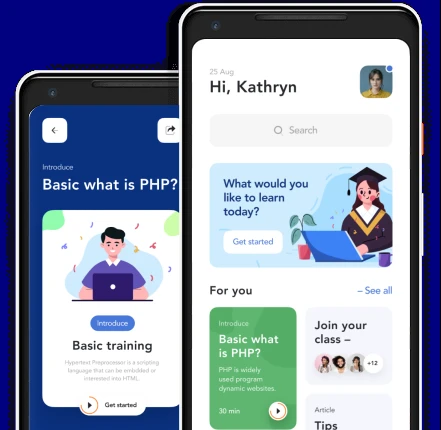 Introduce
Basic what is PHP?
Introduce
Basic training
Hypertext Preprocessor is a scripting
language that can be embedded or
into HTML.
Get started
25 Aug
Hi, Kathryn
Search
What would you
like to learn
today?
Get started
For you
– See all
Introduce
Basic what
is PHP?
PHP is widely
used program
dynamic websites.
30 min
Join your
class –
+12
Article
Tips